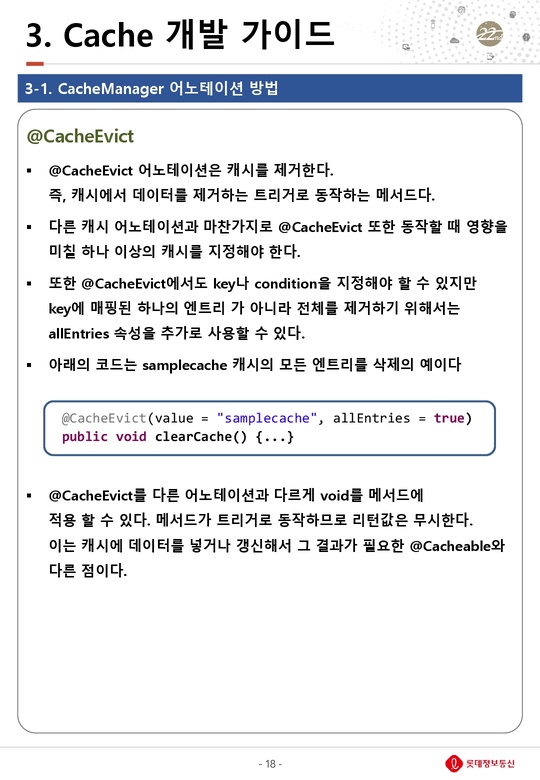 3. Cache 개발 가이드
22
3-1. CacheManager 어노테이션 방법
@CacheEvict
▪ @CacheEvict 어노테이션은 캐시를 제거한다.
즉, 캐시에서 데이터를 제거하는 트리거로 동작하는 메서드다.
▪ 다른 캐시 어노테이션과 마찬가지로 @CacheEvict 또한 동작할 때 영향을
미칠 하나 이상의 캐시를 지정해야 한다.
▪ 또한 @CacheEvict에서도 key나 condition을 지정해야 할 수 있지만
key에 매핑된 하나의 엔트리 가 아니라 전체를 제거하기 위해서는
allEntries 속성을 추가로 사용할 수 있다.
▪ 아래의 코드는 samplecache 캐시의 모든 엔트리를 삭제의 예이다
@CacheEvict(value = "samplecache", allEntries = true)
public void clearCache() {...}
▪ @CacheEvict를 다른 어노테이션과 다르게 void를 메서드에
적용 할 수 있다. 메서드가 트리거로 동작하므로 리턴값은 무시한다.
이는 캐시에 데이터를 넣거나 갱신해서 그 결과가 필요한 @Cacheable와
다른 점이다.
- 18 -
롯데정보통신